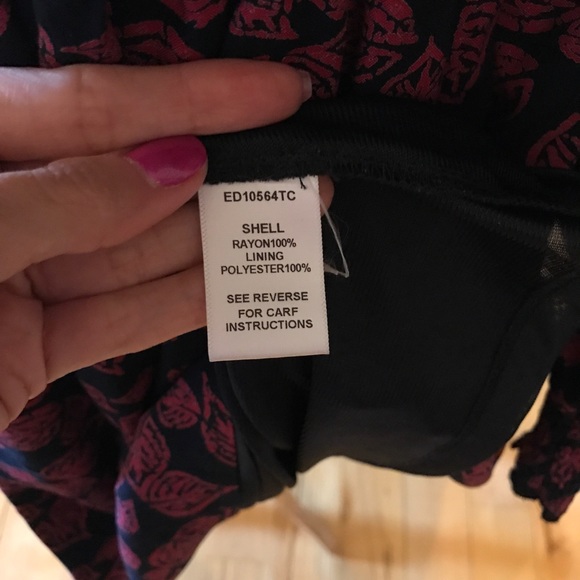 ED10564TC
SHELL
RAYON100%
LINING
POLYESTER100%
SEE REVERSE
FOR CARF
INSTRUCTIONS